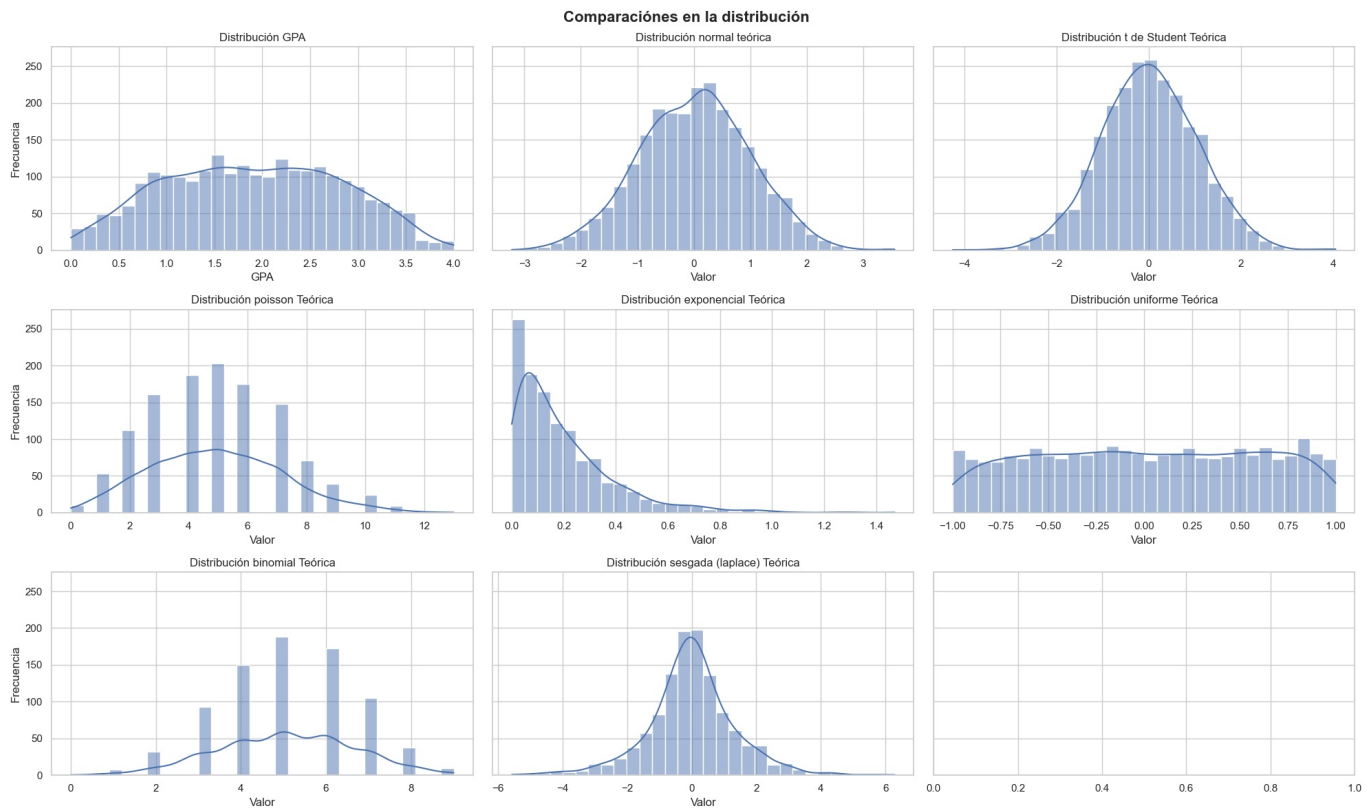 Comparaciónes en la distribución
Distribución GPA
Distribución normal teórica
Distribución t de Student Teórica
250
200
150
100
50
0
Frecuencia
0.0 0.5 1.0 1.5 2.0 2.5 3.0 3.5 4.0
GPA
−3 −2 −1 0 1 2 3
Valor
−4 −2 0 2 4
Valor
Distribución poisson Teórica
Distribución exponencial Teórica
Distribución uniforme Teórica
250
200
150
100
50
0
Frecuencia
0 2 4 6 8 10 12
Valor
0.0 0.2 0.4 0.6 0.8 1.0 1.2 1.4
Valor
−1.00 −0.75 −0.50 −0.25 0.00 0.25 0.50 0.75 1.00
Valor
Distribución binomial Teórica
Distribución sesgada (laplace) Teórica
250
200
150
100
50
0
Frecuencia
0 2 4 6 8
Valor
−6 −4 −2 0 2 4 6
Valor
0.0 0.2 0.4 0.6 0.8 1.0